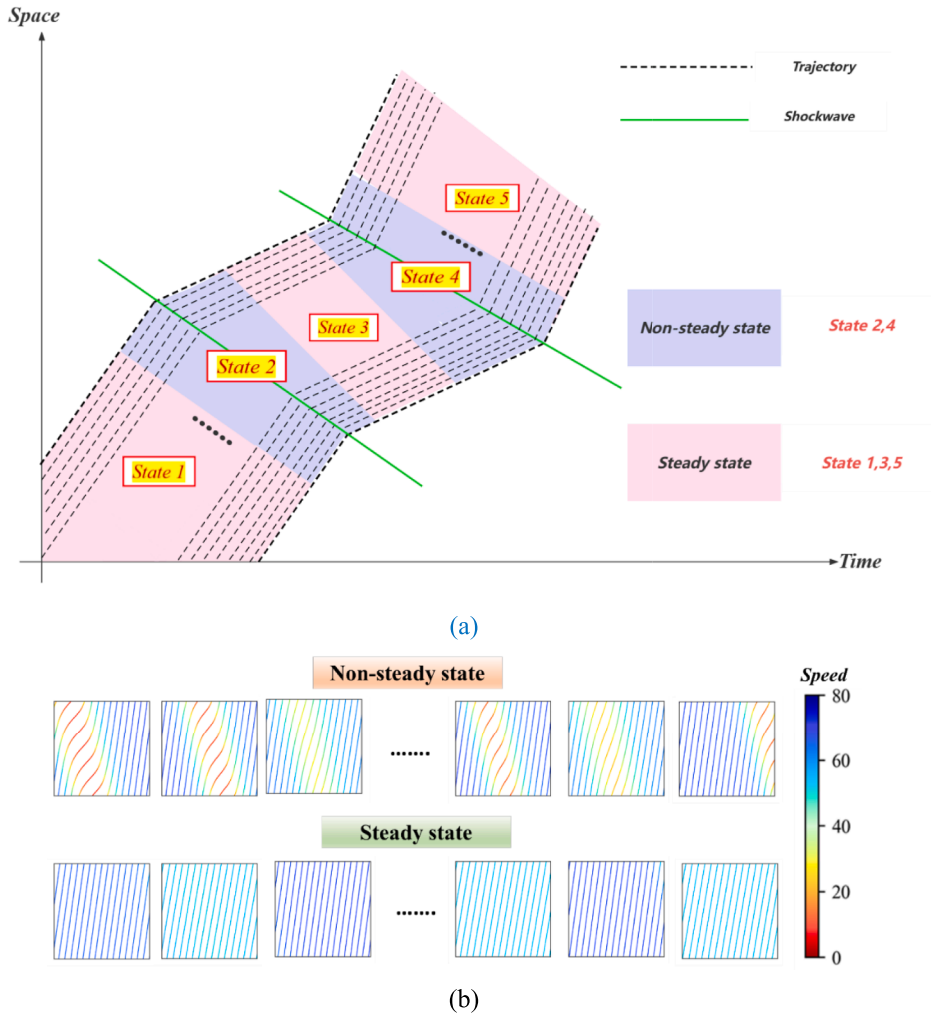 Space
Trajectory
Shockwave
State 5
State 4
State 3
Non-steady state
State 2,4
State 2
Steady state
State 1,3,5
State 1
Time
(a)
Non-steady state
Speed
80
60
.......
40
Steady state
20
.......
0
(b)